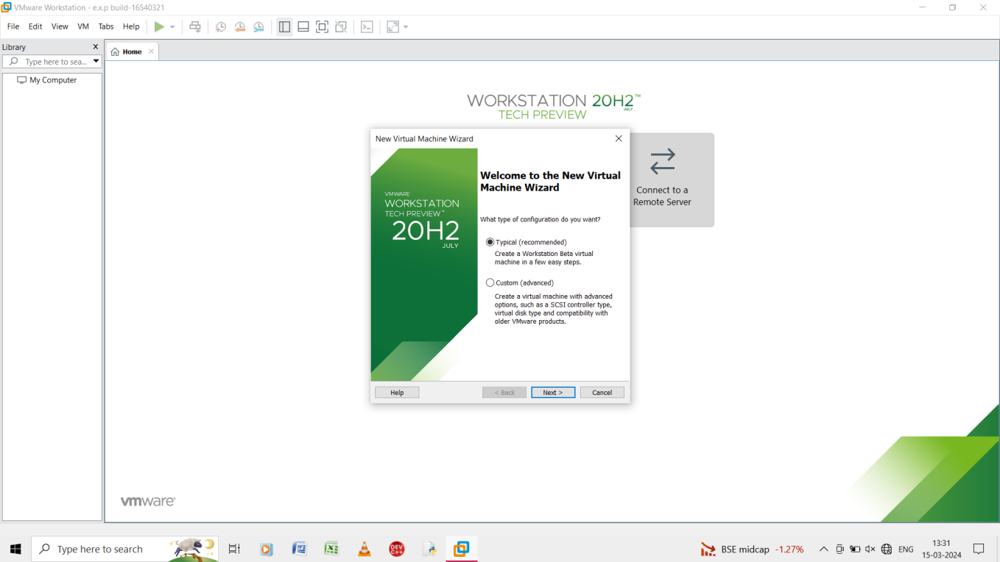 VMware Workstation - e.x.p build-16540321
File Edit View VM Tabs Help
Library
Type here to sea...
My Computer
Home
WORKSTATION 20H2™
JULY
TECH PREVIEW
Connect to a
Remote Server
New Virtual Machine Wizard
VMWARE
WORKSTATION
TECH PREVIEW™
20H2
JULY
Welcome to the New Virtual
Machine Wizard
What type of configuration do you want?
Typical (recommended)
Create a Workstation Beta virtual
machine in a few easy steps.
Custom (advanced)
Create a virtual machine with advanced
options, such as a SCSI controller type,
virtual disk type and compatibility with
older VMware products.
Help < Back Next > Cancel
vmware®
Type here to search
DEV
C++
BSE midcap -1.27%
ENG
13:31
15-03-2024